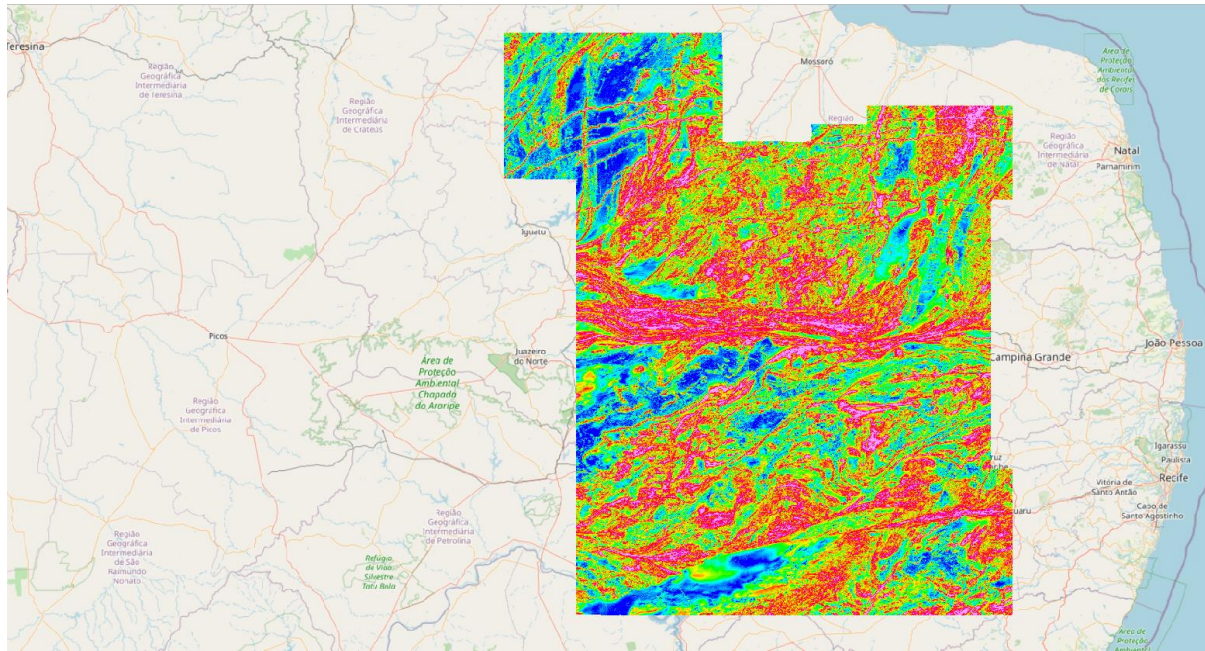 Teresina
Região
Geográfica
Intermediária
de Teresina
Região
Geográfica
Intermediária
de Crateús
Mossoró
Região
Área de
Proteção
Ambiental
dos Recifes
de Corais
Região
Geográfica
Intermediária
de Natal
Natal
Parnamirim
Iguatu
Picos
Juazeiro
do Norte
Área de
Proteção
Ambiental
Chapada
do Araripe
Campina Grande
João Pessoa
Região
Geográfica
Intermediária
de Picos
Igarassu
Paulista
Recife
Vitória de
Santo Antão
Cabo de
Santo Agostinho
uaru
Região
Geográfica
Intermediária
de São
Raimundo
Nonato
Região
Geográfica
Intermediária
de Petrolina
Refúgio
de Vida
Silvestre
Tatu Bola
Área de
Proteção
Ambiental